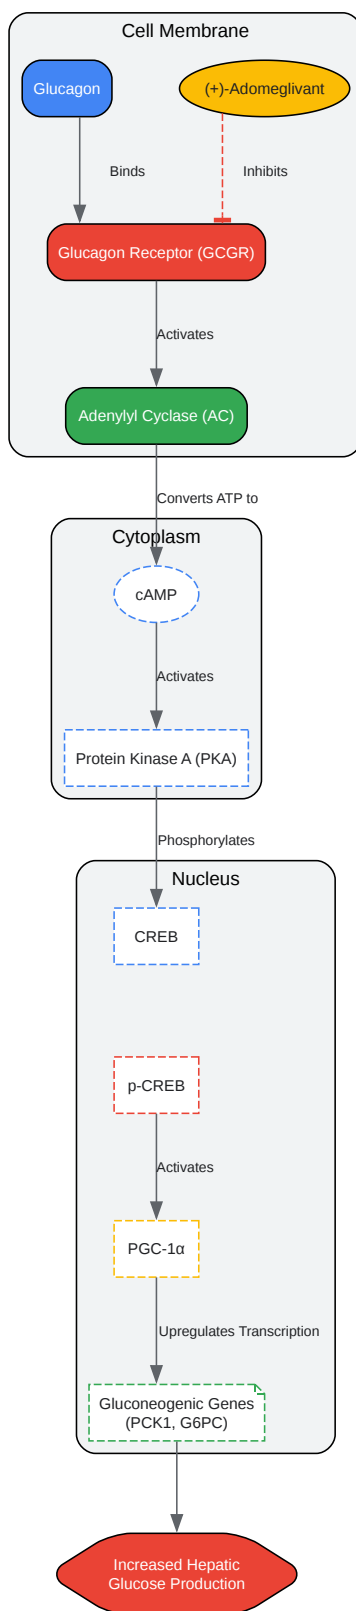 Cell Membrane
Glucagon
(+)-Adomeglivant
Binds
Inhibits
Glucagon Receptor (GCGR)
Activates
Adenylyl Cyclase (AC)
Converts ATP to
Cytoplasm
cAMP
Activates
Protein Kinase A (PKA)
Phosphorylates
Nucleus
CREB
p-CREB
Activates
PGC-1α
Upregulates Transcription
Gluconeogenic Genes
(PCK1, G6PC)
Increased Hepatic
Glucose Production